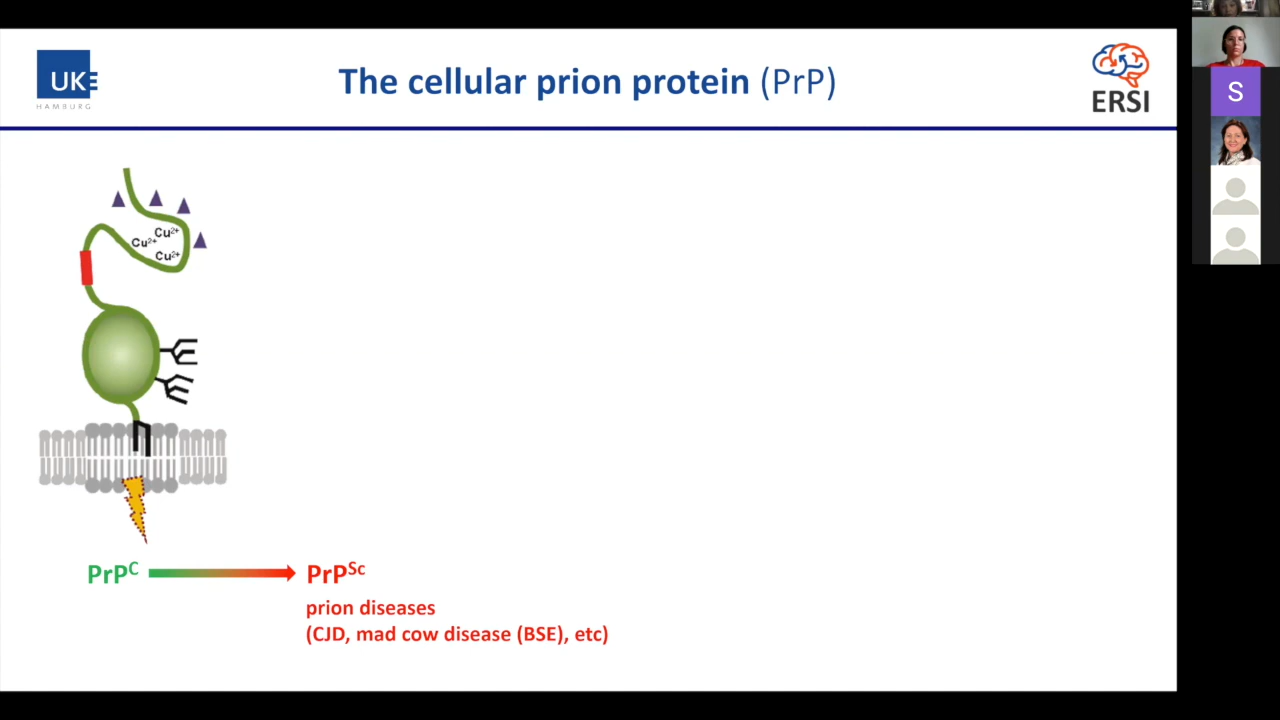 UKE
HAMBURG
The cellular prion protein (PrP)
ERSI
S
Cu²⁺
Cu²⁺
Cu²⁺
PrPᶜ PrPˢᶜ
prion diseases
(CJD, mad cow disease (BSE), etc)